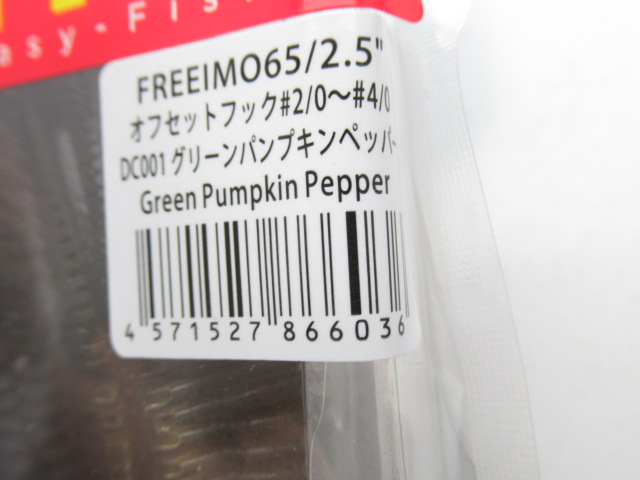 asy-Fis
FREEIMO65/2.5"
オフセットフック#2/0〜#4/0
DC001 グリーンパンプキンペッパー
Green Pumpkin Pepper
4 571527 866036